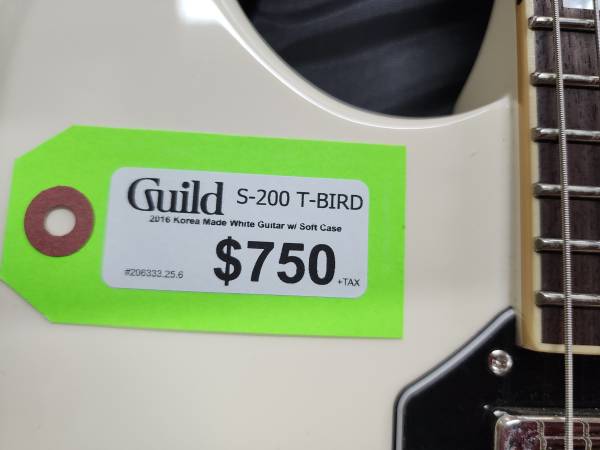 Guild S-200 T-BIRD
2016 Korea Made White Guitar w/ Soft Case
#206333.25.6 $750 +TAX